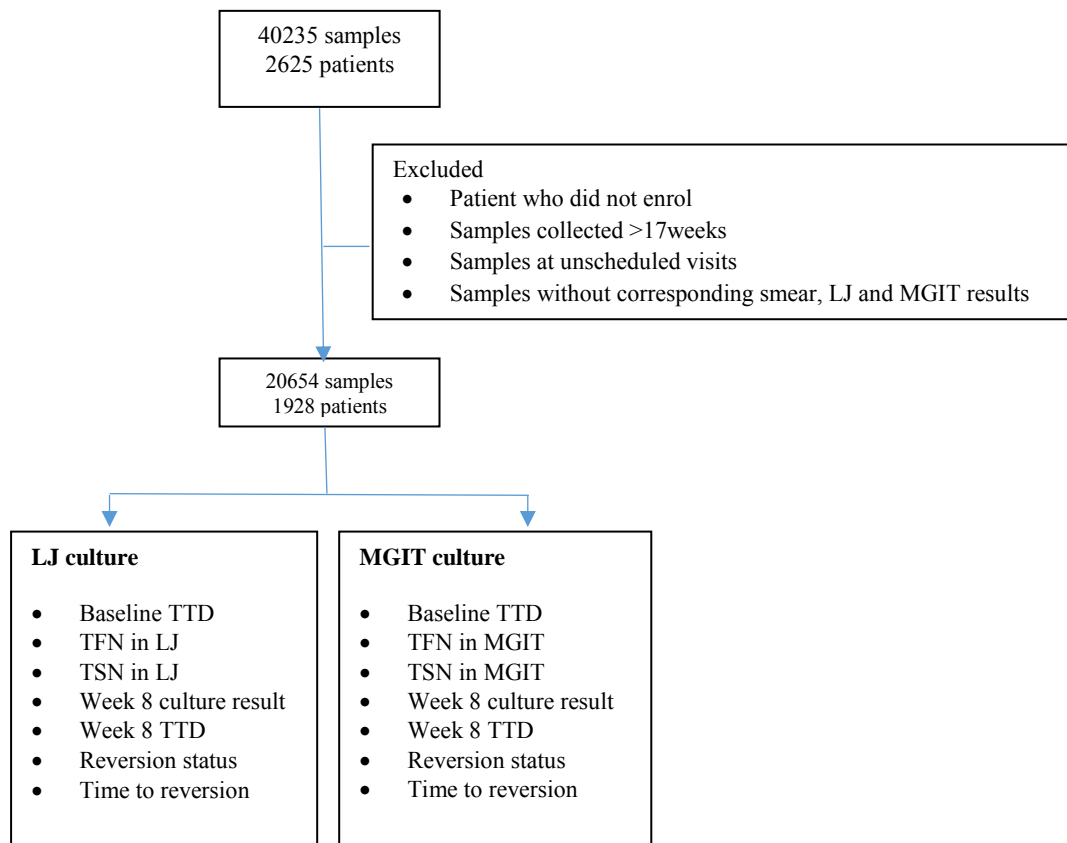 40235 samples
2625 patients
Excluded
• Patient who did not enrol
• Samples collected >17weeks
• Samples at unscheduled visits
• Samples without corresponding smear, LJ and MGIT results
20654 samples
1928 patients
LJ culture
• Baseline TTD
• TFN in LJ
• TSN in LJ
• Week 8 culture result
• Week 8 TTD
• Reversion status
• Time to reversion
MGIT culture
• Baseline TTD
• TFN in MGIT
• TSN in MGIT
• Week 8 culture result
• Week 8 TTD
• Reversion status
• Time to reversion